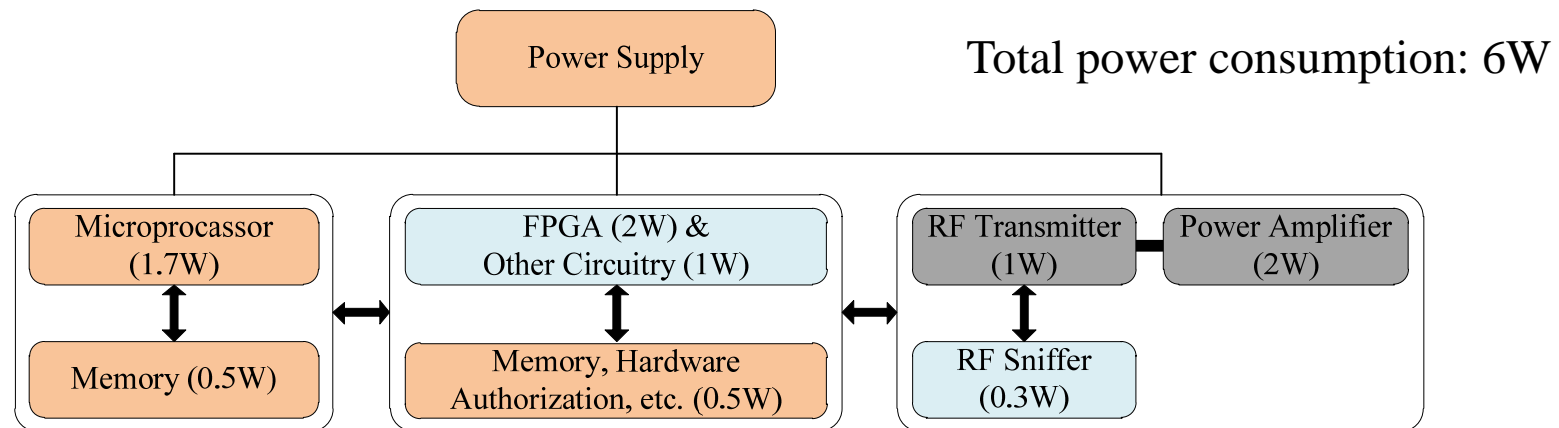 Power Supply
Total power consumption: 6W
Microprocassor
(1.7W)
Memory (0.5W)
FPGA (2W) &
Other Circuitry (1W)
Memory, Hardware
Authorization, etc. (0.5W)
RF Transmitter
(1W)
Power Amplifier
(2W)
RF Sniffer
(0.3W)